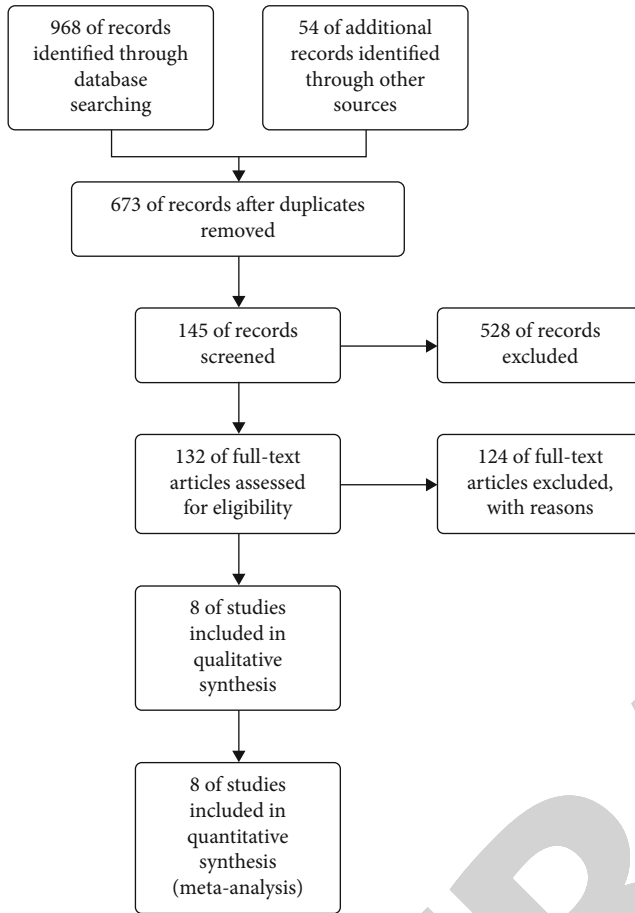 968 of records
identified through
database
searching
54 of additional
records identified
through other
sources
673 of records after duplicates
removed
145 of records
screened
528 of records
excluded
132 of full-text
articles assessed
for eligibility
124 of full-text
articles excluded,
with reasons
8 of studies
included in
qualitative
synthesis
8 of studies
included in
quantitative
synthesis
(meta-analysis)